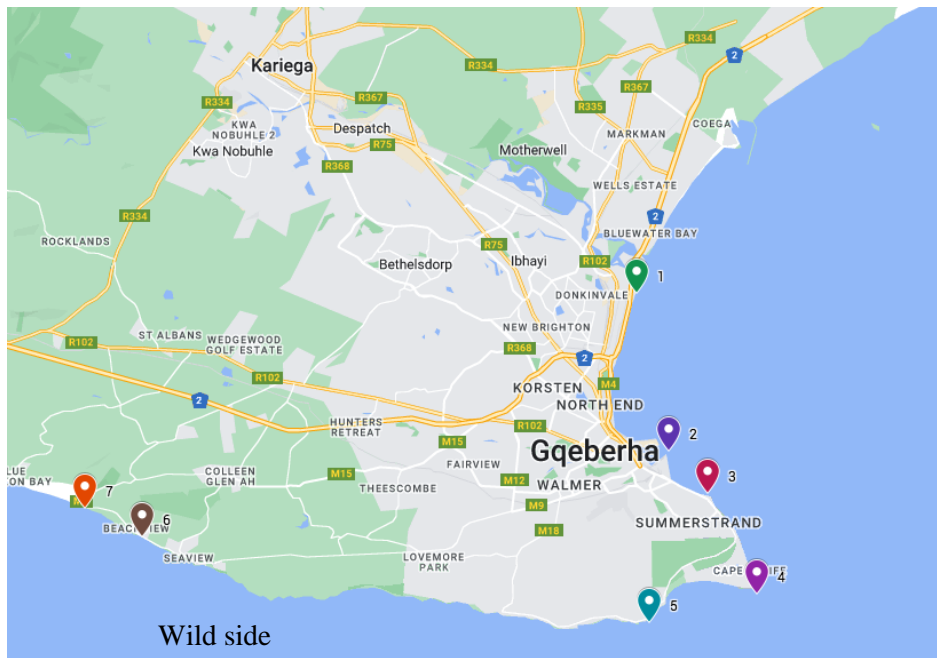 R334
2
Kariega
R334
R367
R334
R367
R335
COEGA
KWA
NOBUHLE 2
MARKMAN
Despatch
Kwa Nobuhle
R75
Motherwell
R368
WELLS ESTATE
R334
2
BLUEWATER BAY
ROCKLANDS
R75
Bethelsdorp
Ibhayi
R102
1
DONKINVALE
NEW BRIGTON
ST ALBANS
WEDGEWOOD
GOLF ESTATE
R102
R368
2
R102
KORSTEN
M4
2
NORTH END
HUNTERS
RETREAT
R102
2
M15
Gqeberha
FAIRVIEW
COLLEEN
GLEN AH
M15
M12
WALMER
3
THEESCOMBE
7
M9
6
SUMMERSTRAND
M18
SEAVIEW
LOVEMORE
PARK
4
5
Wild side